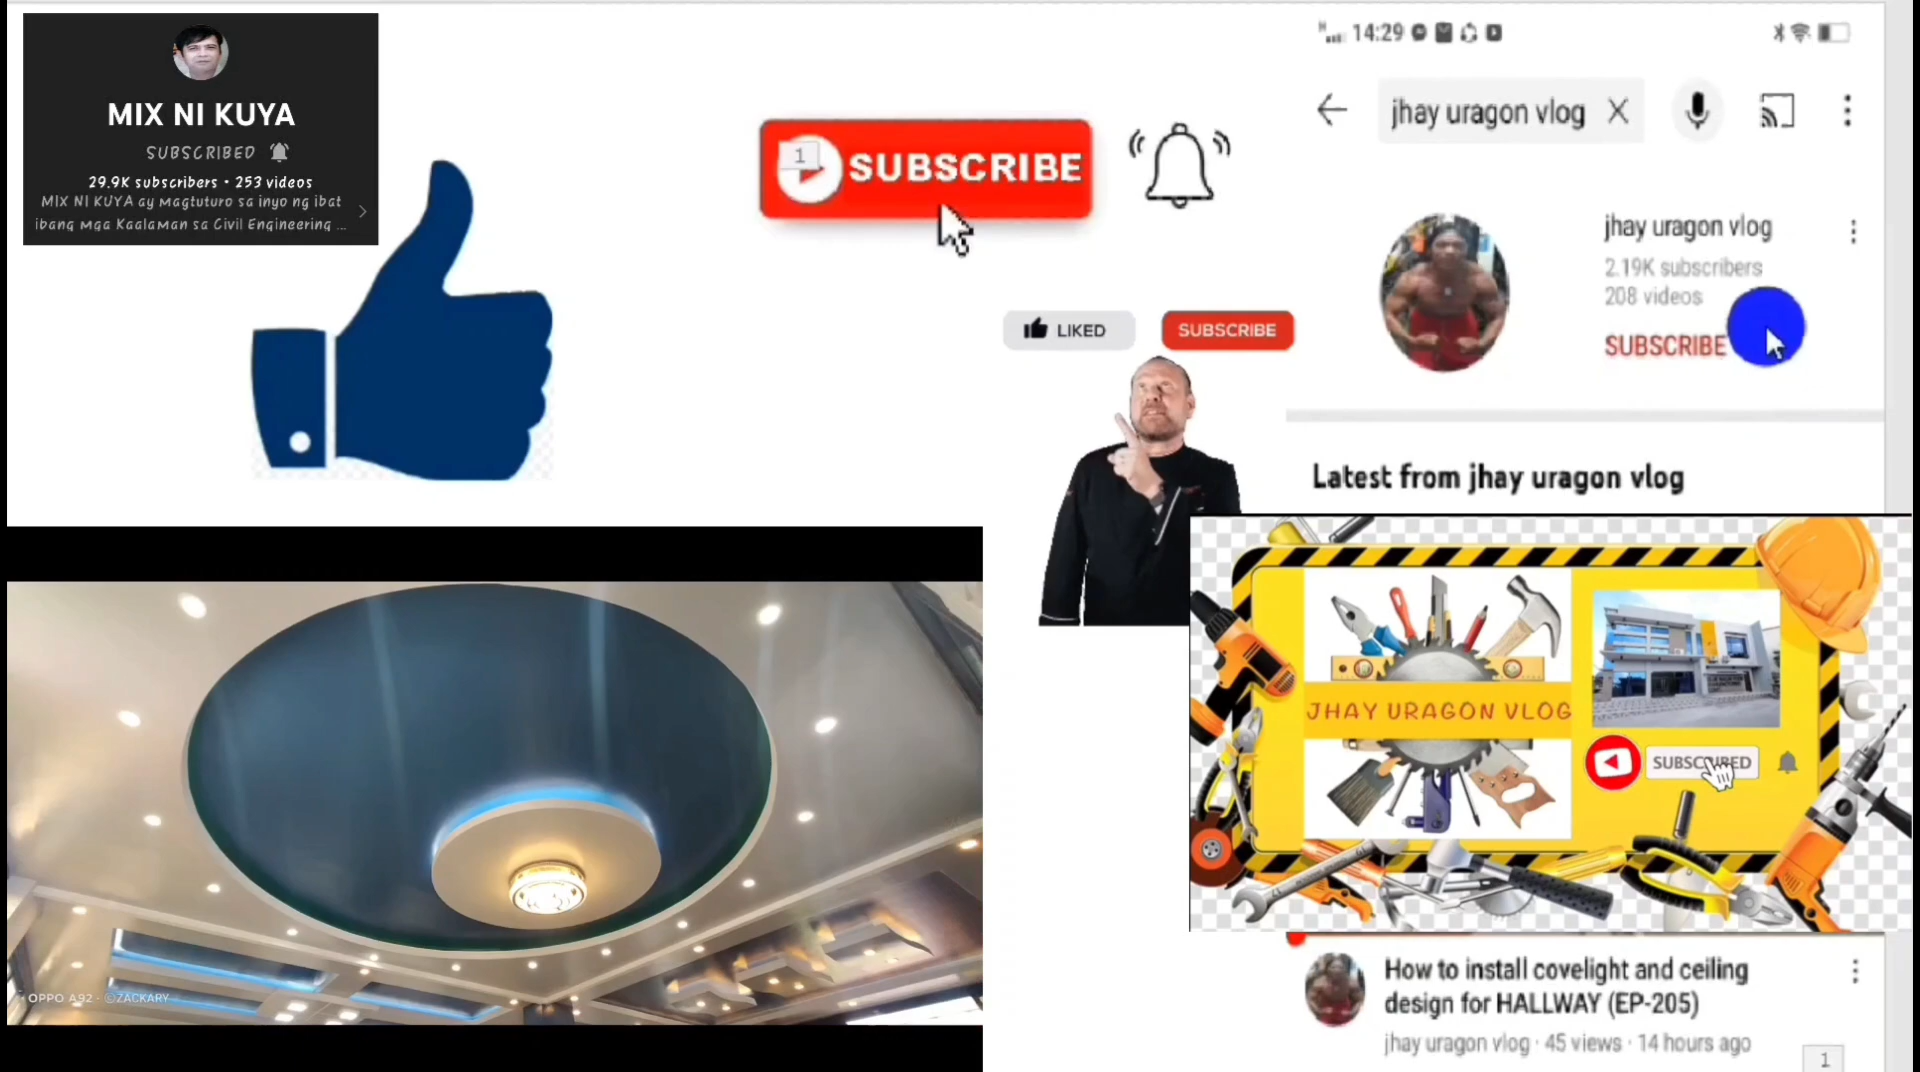 MIX NI KUYA
SUBSCRIBED
29.9K subscribers • 253 videos
MIX NI KUYA ay magtuturo sa inyo ng ibat
ibang mga Kaalaman sa Civil Engineering ...
1
SUBSCRIBE
LIKED
SUBSCRIBE
H
14:29
jhay uragon vlog
jhay uragon vlog
2.19K subscribers
208 videos
SUBSCRIBE
Latest from jhay uragon vlog
JHAY URAGON VLOG
SUBSCRIBED
OPPO A92 · ©ZACKARY
How to install covelight and ceiling
design for HALLWAY (EP-205)
jhay uragon vlog · 45 views · 14 hours ago
1